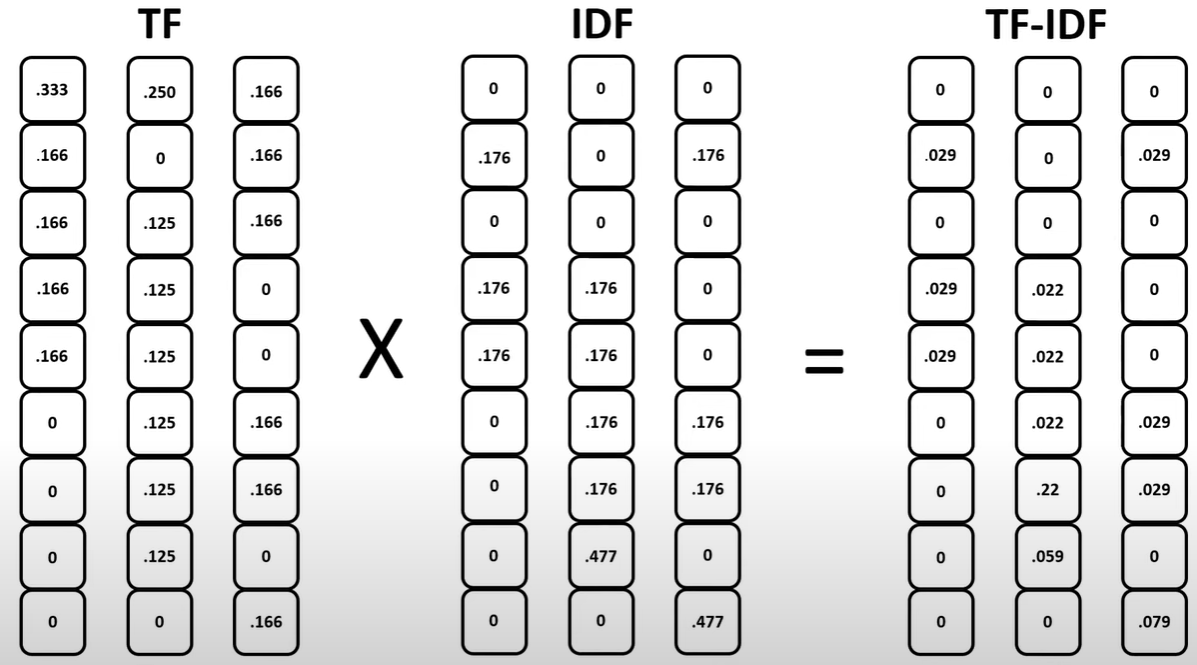 TF IDF TF-IDF
.333 .250 .166 0 0 0 0 0 0
.166 0 .166 .176 0 .176 .029 0 .029
.166 .125 .166 0 0 0 0 0 0
.166 .125 0 .176 .176 0 .029 .022 0
X =
.166 .125 0 .176 .176 0 .029 .022 0
0 .125 .166 0 .176 .176 0 .022 .029
0 .125 .166 0 .176 .176 0 .22 .029
0 .125 0 0 .477 0 0 .059 0
0 0 .166 0 0 .477 0 0 .079